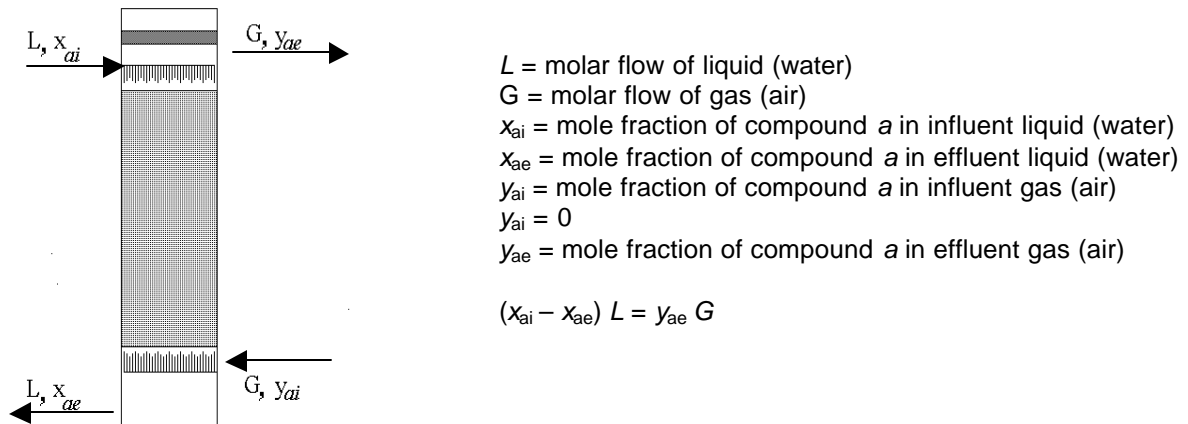 L, x_ai
G, y_ae
L = molar flow of liquid (water)
G = molar flow of gas (air)
x_ai = mole fraction of compound a in influent liquid (water)
x_ae = mole fraction of compound a in effluent liquid (water)
y_ai = mole fraction of compound a in influent gas (air)
y_ai = 0
y_ae = mole fraction of compound a in effluent gas (air)
(x_ai – x_ae) L = y_ae G
L, x_ae
G, y_ai